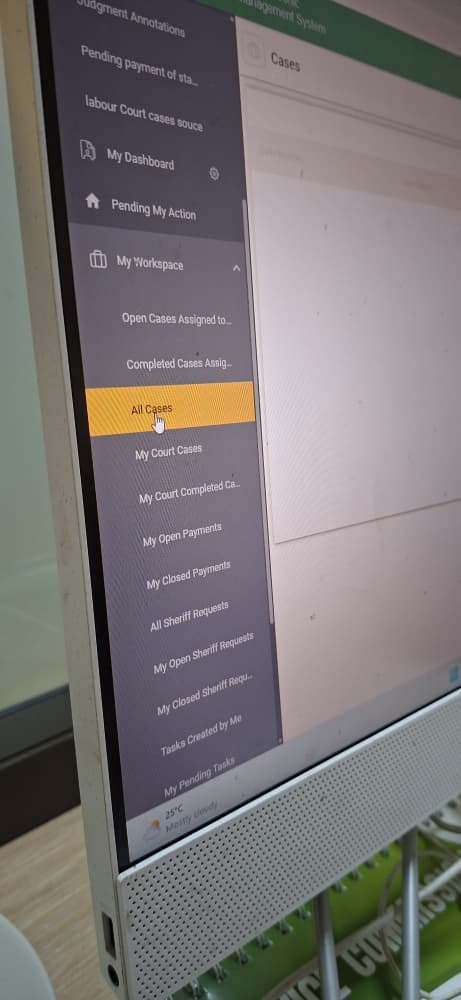 Judgment Annotations
Management System
Pending payment of sta...
Cases
labour Court cases souce
My Dashboard
Pending My Action
My Workspace
Open Cases Assigned to...
Completed Cases Assig...
All Cases
My Court Cases
My Court Completed Ca...
My Open Payments
My Closed Payments
All Sheriff Requests
My Open Sheriff Requests
My Closed Sheriff Requ...
Tasks Created by Me
My Pending Tasks
25°C
Mostly cloudy